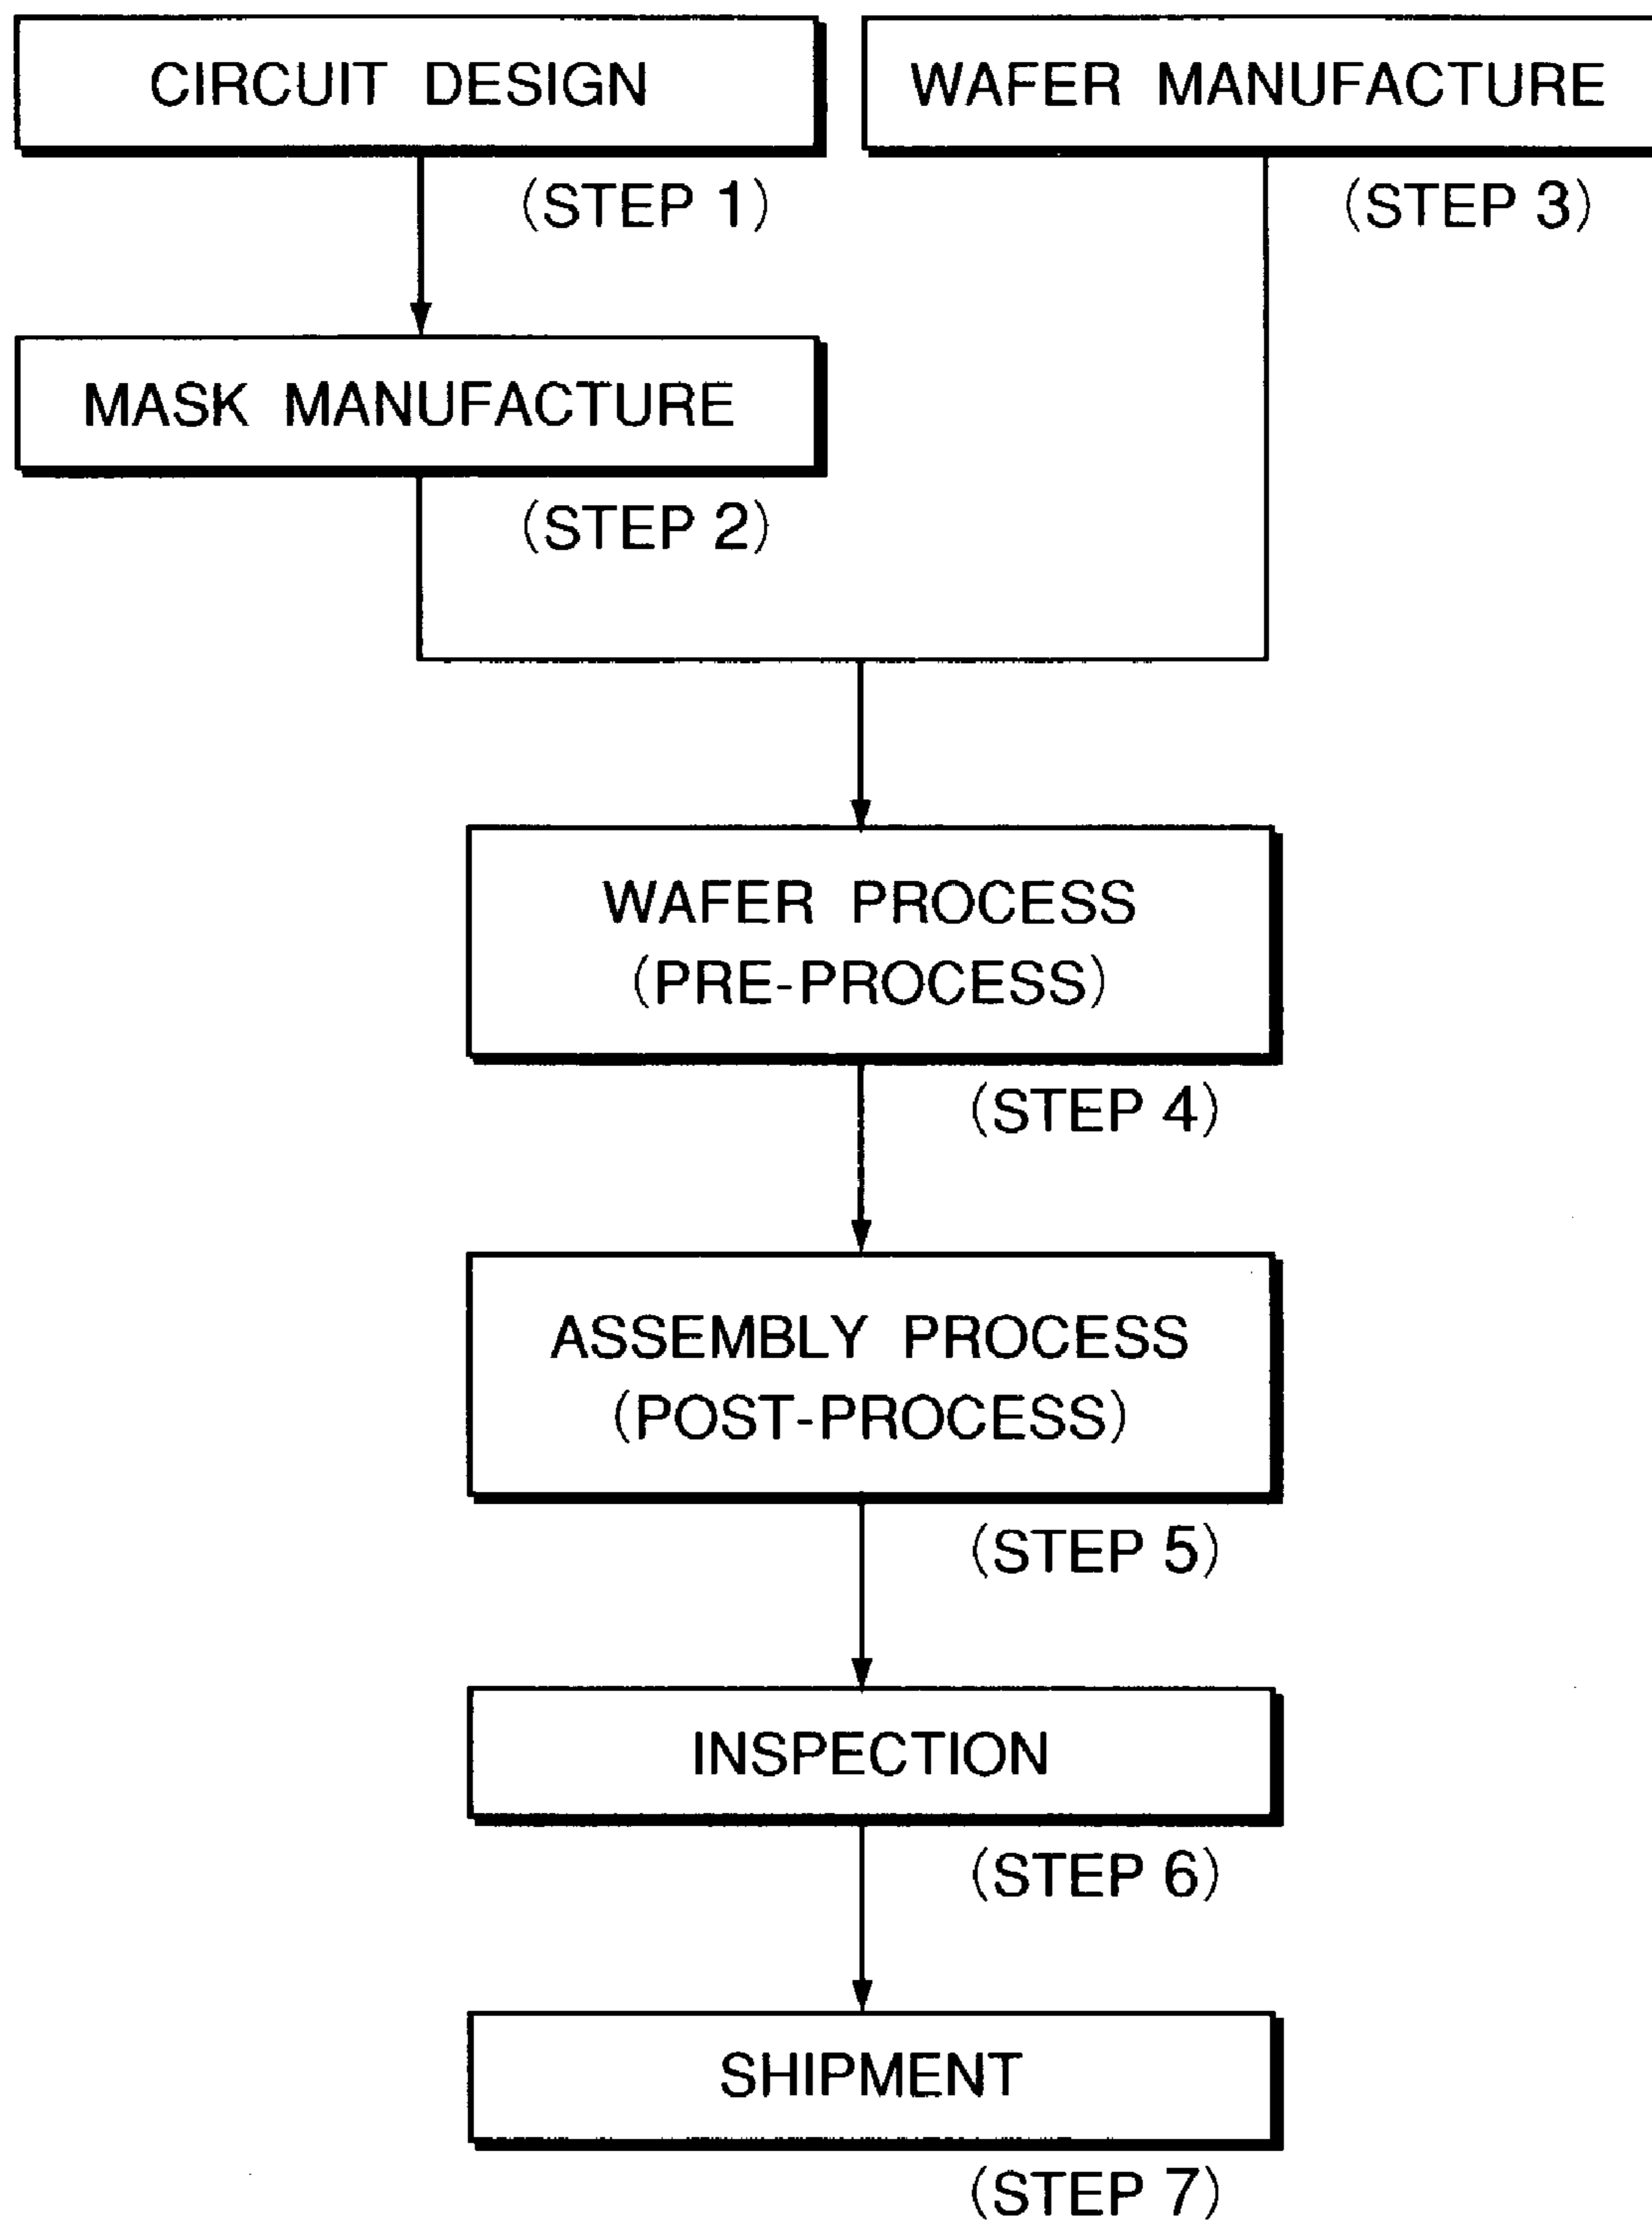 CIRCUIT DESIGN
(STEP 1)
WAFER MANUFACTURE
(STEP 3)
MASK MANUFACTURE
(STEP 2)
WAFER PROCESS
(PRE-PROCESS)
(STEP 4)
ASSEMBLY PROCESS
(POST-PROCESS)
(STEP 5)
INSPECTION
(STEP 6)
SHIPMENT
(STEP 7)